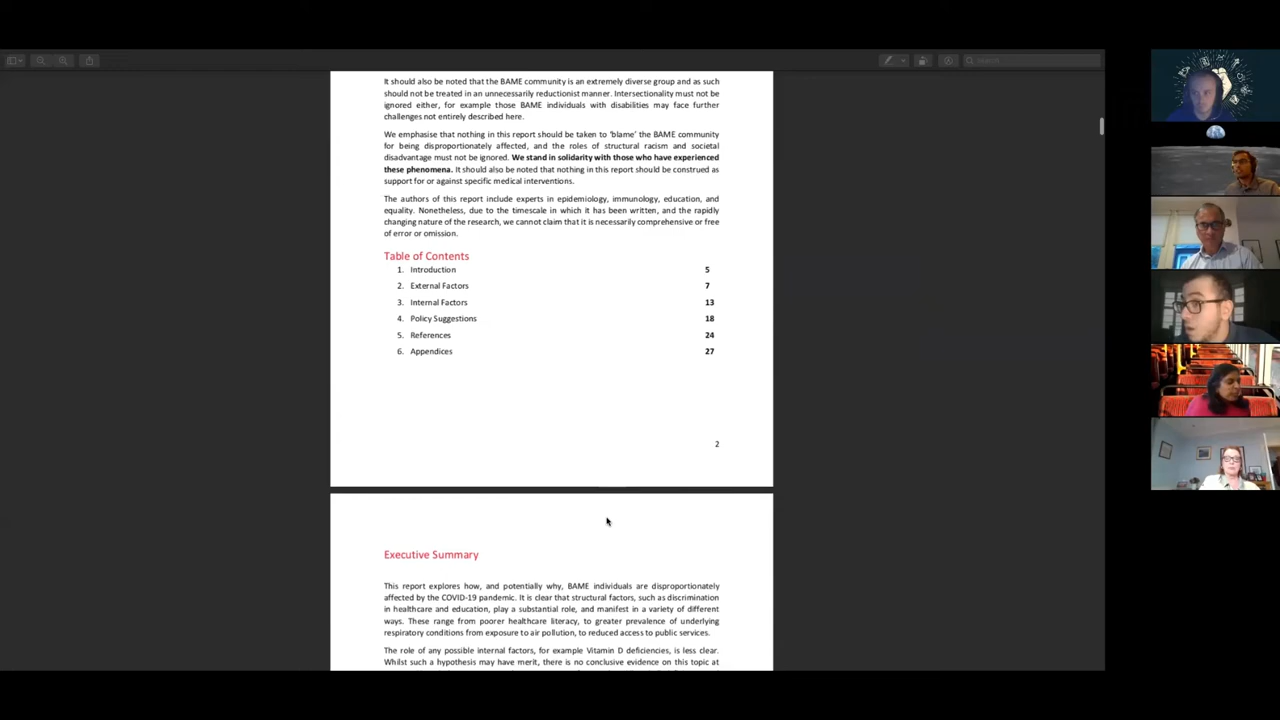 Search
It should also be noted that the BAME community is an extremely diverse group and as such
should not be treated in an unnecessarily reductionist manner. Intersectionality must not be
ignored either, for example those BAME individuals with disabilities may face further
challenges not entirely described here.
We emphasise that nothing in this report should be taken to ‘blame’ the BAME community
for being disproportionately affected, and the roles of structural racism and societal
disadvantage must not be ignored. We stand in solidarity with those who have experienced
these phenomena. It should also be noted that nothing in this report should be construed as
support for or against specific medical interventions.
The authors of this report include experts in epidemiology, immunology, education, and
equality. Nonetheless, due to the timescale in which it has been written, and the rapidly
changing nature of the research, we cannot claim that it is necessarily comprehensive or free
of error or omission.
Table of Contents
1. Introduction 5
2. External Factors 7
3. Internal Factors 13
4. Policy Suggestions 18
5. References 24
6. Appendices 27
2
Executive Summary
This report explores how, and potentially why, BAME individuals are disproportionately
affected by the COVID-19 pandemic. It is clear that structural factors, such as discrimination
in healthcare and education, play a substantial role, and manifest in a variety of different
ways. These range from poorer healthcare literacy, to greater prevalence of underlying
respiratory conditions from exposure to air pollution, to reduced access to public services.
The role of any possible internal factors, for example Vitamin D deficiencies, is less clear.
Whilst such a hypothesis may have merit, there is no conclusive evidence on this topic at